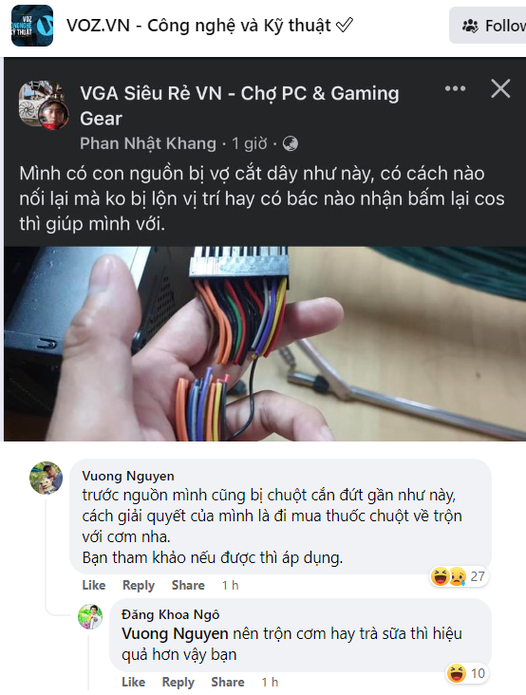 VOZ
NGNGHỆ
KỸ THUẬT
VOZ.VN - Công nghệ và Kỹ thuật
Follow
VGA Siêu Rẻ VN - Chợ PC & Gaming
Gear
Phan Nhật Khang · 1 giờ ·
Mình có con nguồn bị vợ cắt dây như này, có cách nào
nối lại mà ko bị lộn vị trí hay có bác nào nhận bấm lại cos
thì giúp mình với.
Vuong Nguyen
trước nguồn mình cũng bị chuột cắn đứt gần như này,
cách giải quyết của mình là đi mua thuốc chuột về trộn
với cơm nha.
Bạn tham khảo nếu được thì áp dụng.
Like Reply Share 1 h
27
Đăng Khoa Ngô
Vuong Nguyen nên trộn cơm hay trà sữa thì hiệu
quả hơn vậy bạn
Like Reply Share 1 h
10